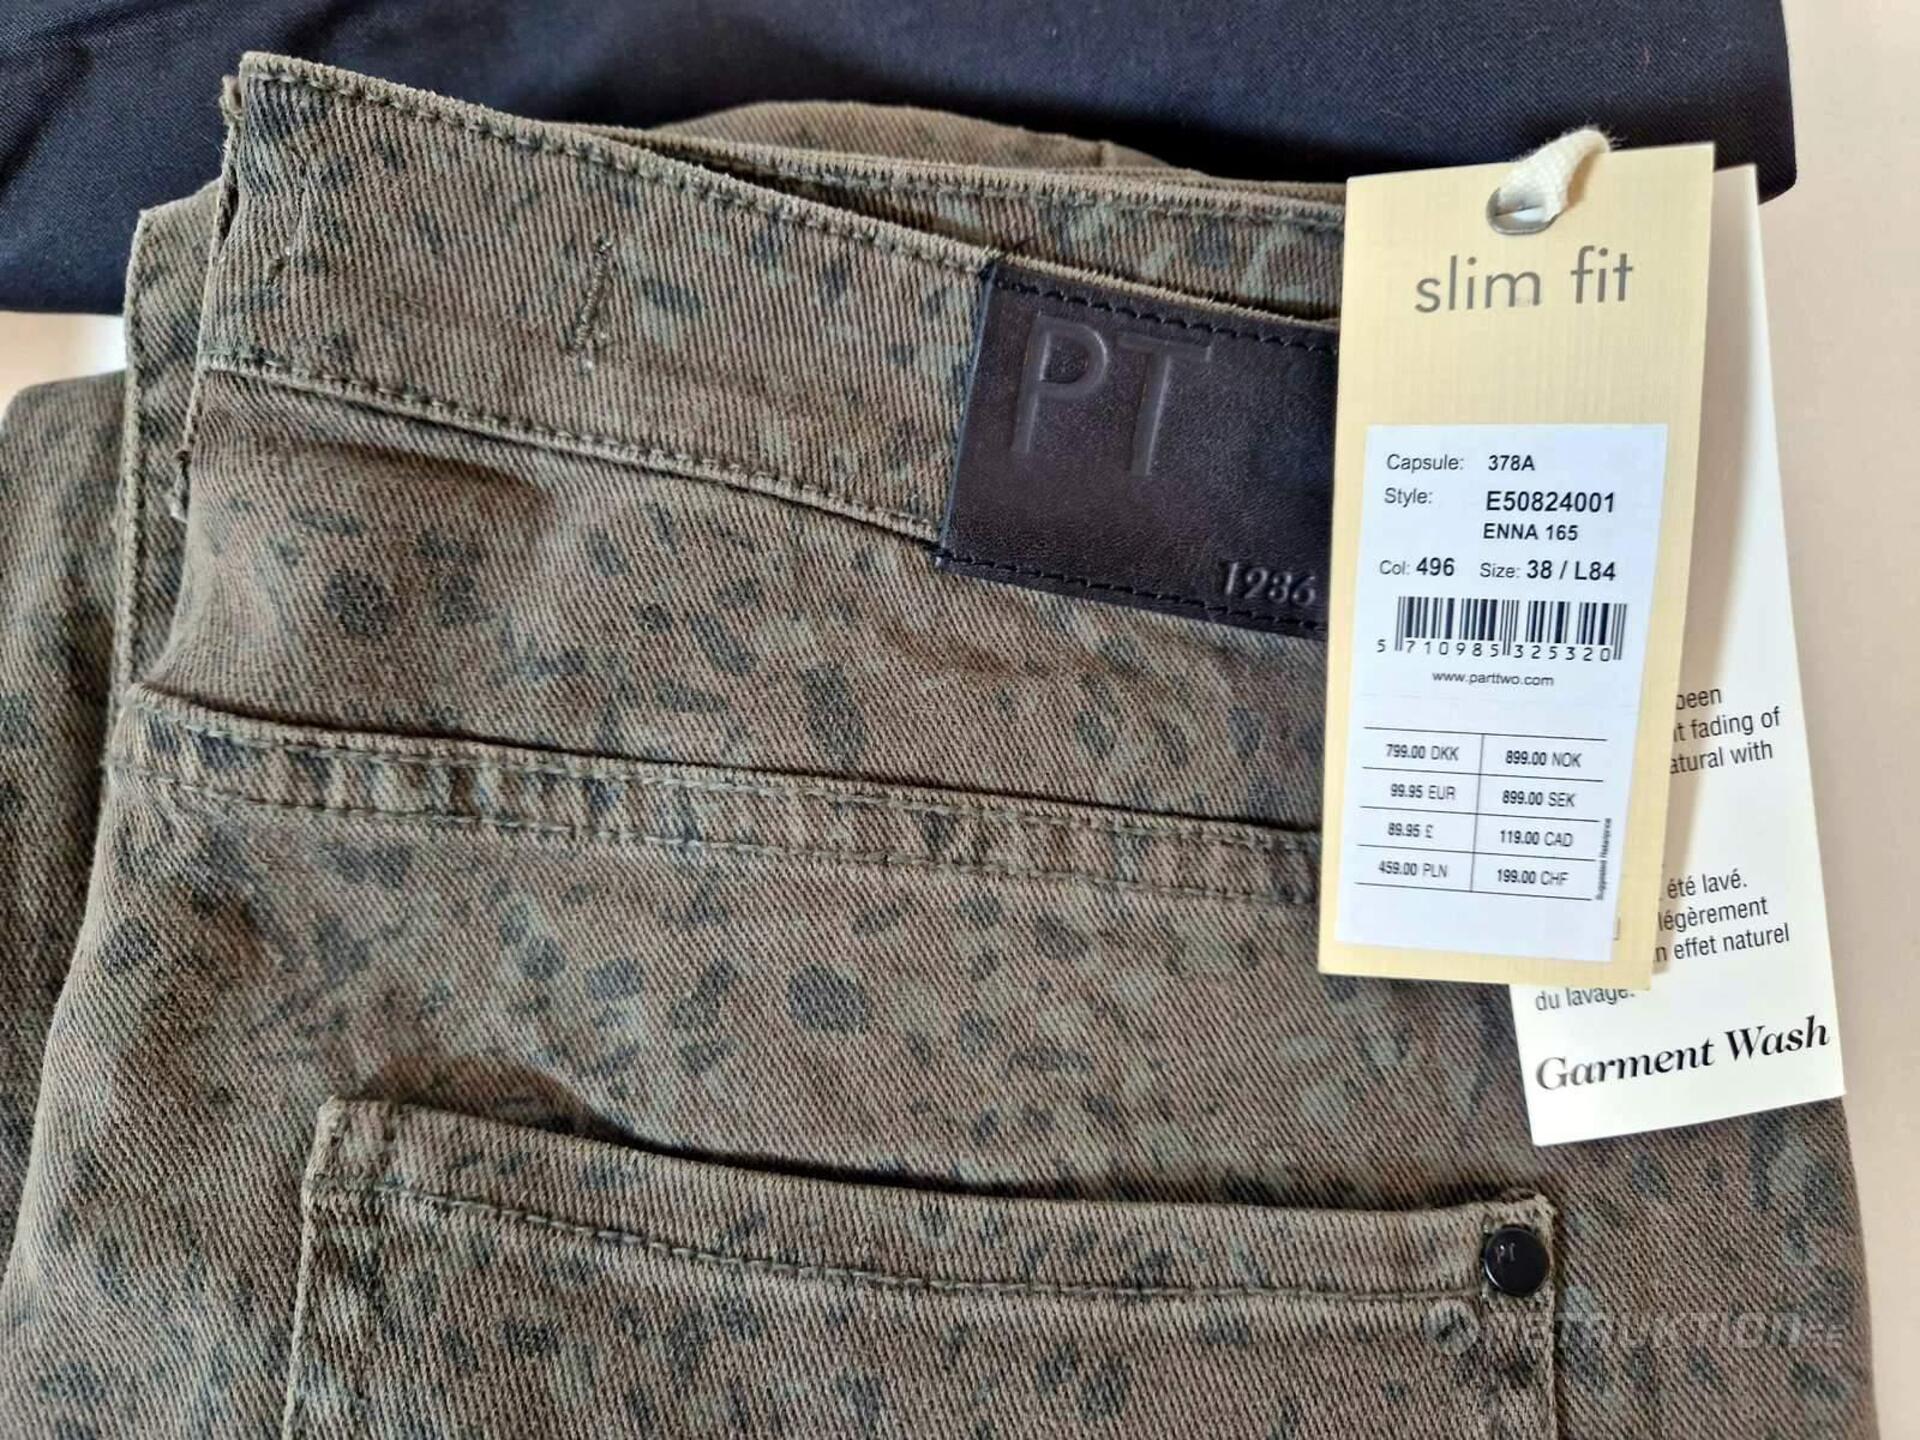 PT
1986
slim fit
Capsule: 378A
Style: E50824001
ENNA 165
Col: 496 Size: 38 / L84
5 710985 325320
www.parttwo.com
799.00 DKK 899.00 NOK
99.95 EUR 899.00 SEK
89.95 £ 119.00 CAD
459.00 PLN 199.00 CHF
Suggested Retailprice
been
fading of
with
été lavé.
légèrement
effet naturel
du lavage.
Garment Wash
PT